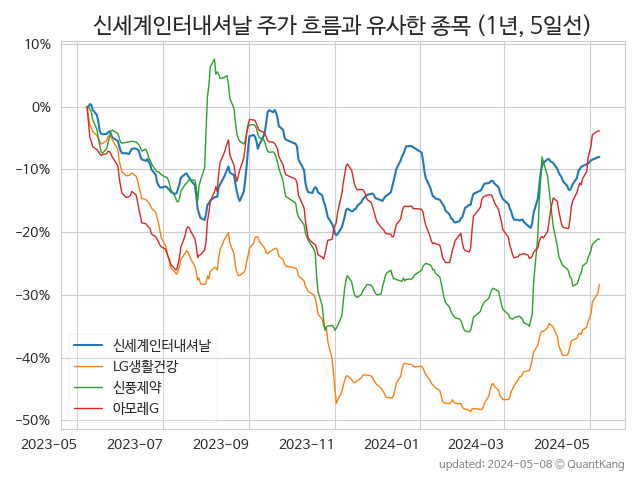 신세계인터내셔날 주가 흐름과 유사한 종목 (1년, 5일선)
10%
0%
−10%
−20%
−30%
−40%
−50%
신세계인터내셔날
LG생활건강
신풍제약
아모레G
2023-05 2023-07 2023-09 2023-11 2024-01 2024-03 2024-05
updated: 2024-05-08 © QuantKang